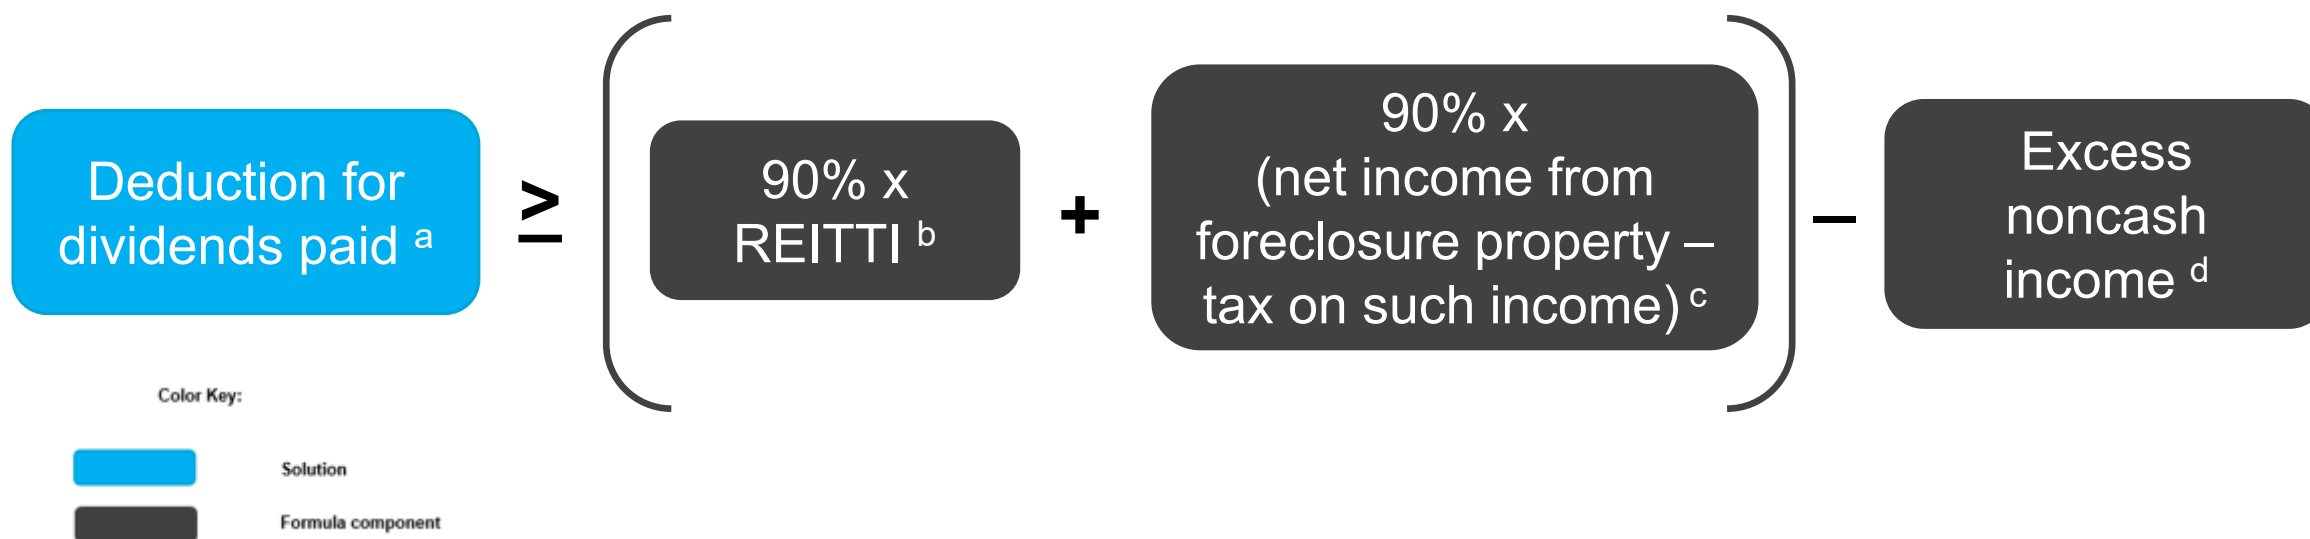 Deduction for
dividends paid a
≥
90% x
REITTI b
+
90% x
(net income from
foreclosure property –
tax on such income) c
–
Excess
noncash
income d
Color Key:
Solution
Formula component